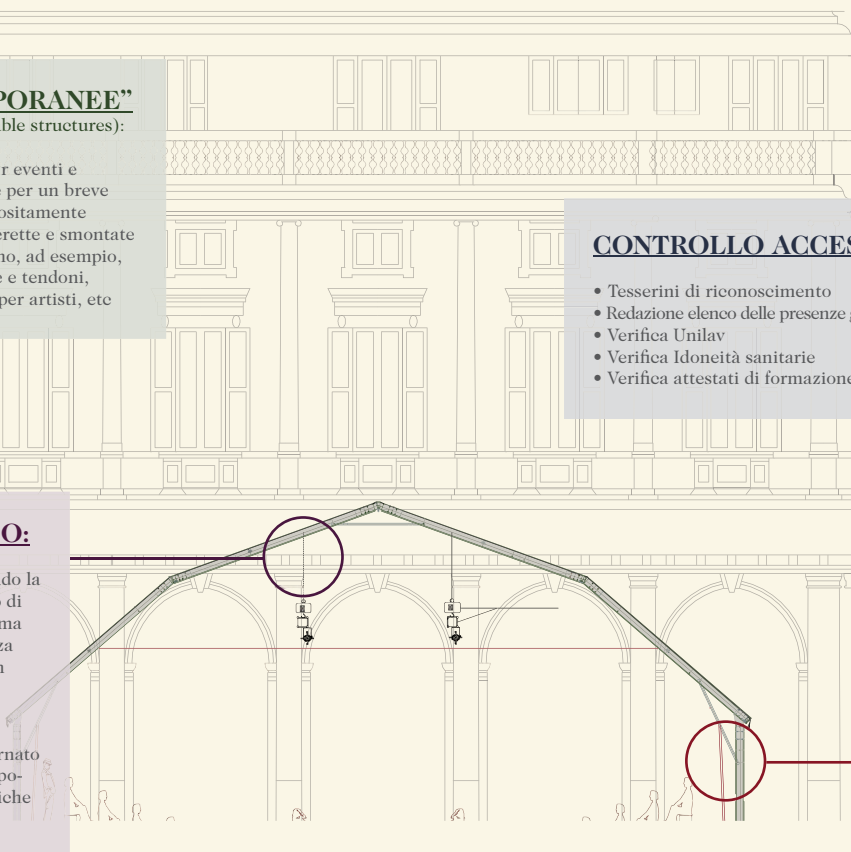 PORANEE”
ble structures):
r eventi e
per un breve
ositamente
erette e smontate
no, ad esempio,
e e tendoni,
per artisti, etc
CONTROLLO ACCES
• Tesserini di riconoscimento
• Redazione elenco delle presenze
• Verifica Unilav
• Verifica Idoneità sanitarie
• Verifica attestati di formazione
O:
do la
di
ma
za
n
rnato
po-
iche